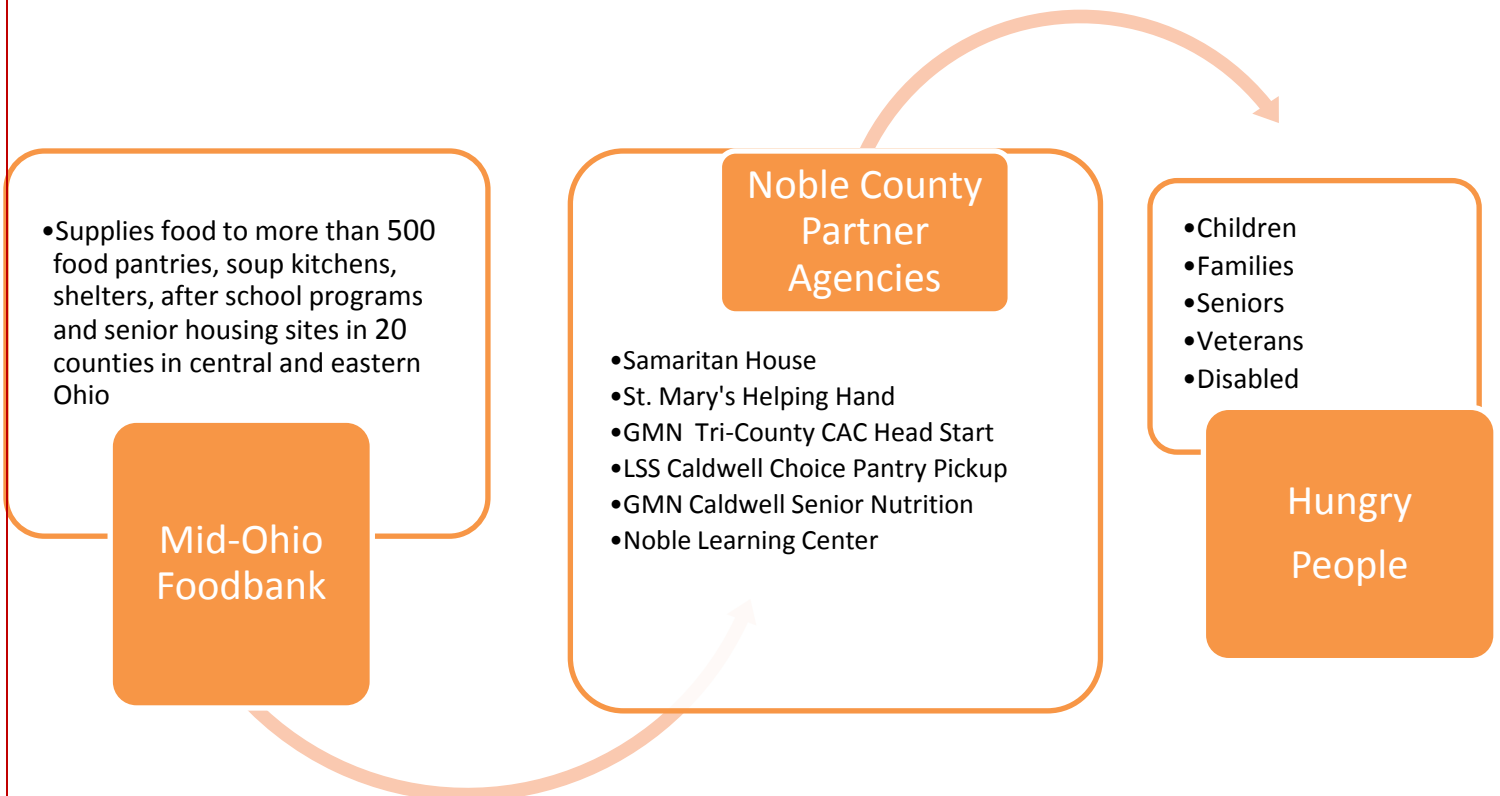 •Supplies food to more than 500
food pantries, soup kitchens,
shelters, after school programs
and senior housing sites in 20
counties in central and eastern
Ohio
Mid-Ohio
Foodbank
Noble County
Partner
Agencies
•Samaritan House
•St. Mary's Helping Hand
•GMN  Tri-County CAC Head Start
•LSS Caldwell Choice Pantry Pickup
•GMN Caldwell Senior Nutrition
•Noble Learning Center
•Children
•Families
•Seniors
•Veterans
•Disabled
Hungry
People